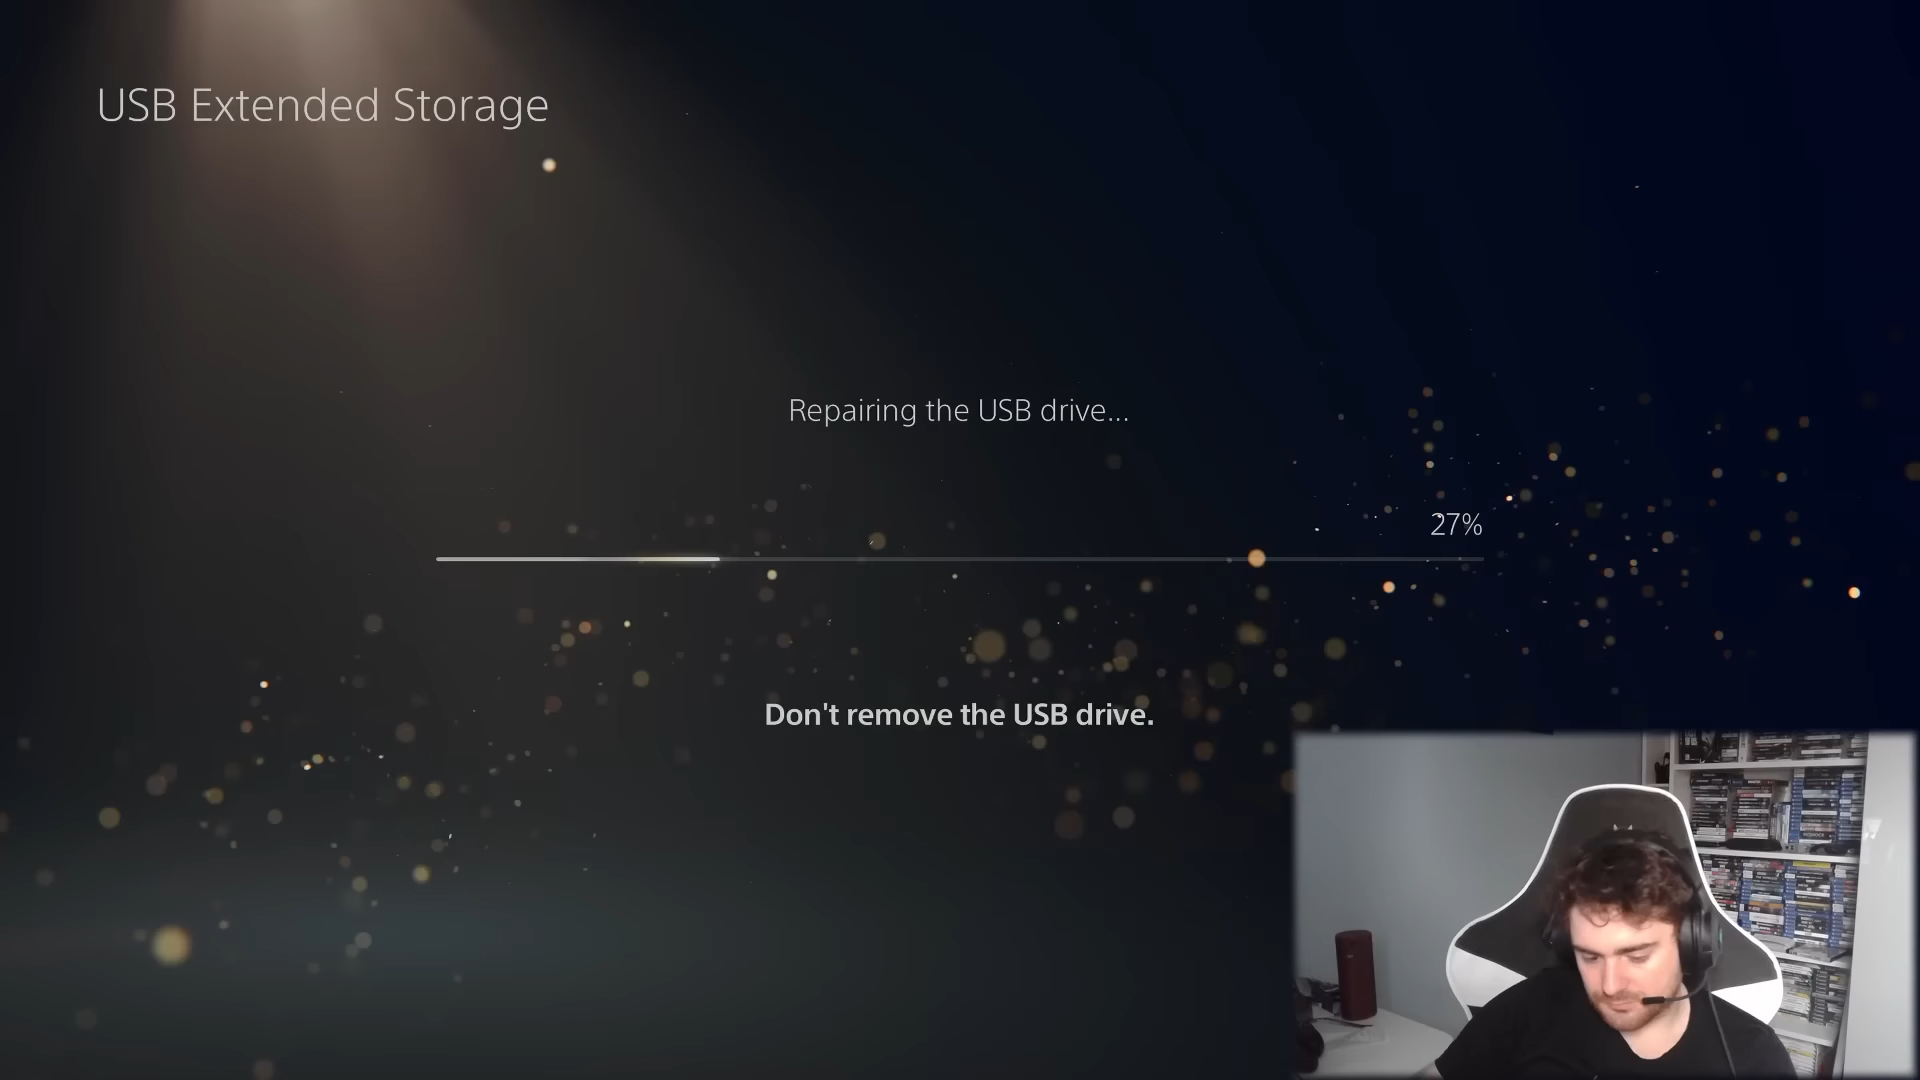 USB Extended Storage
Repairing the USB drive...
27%
Don't remove the USB drive.